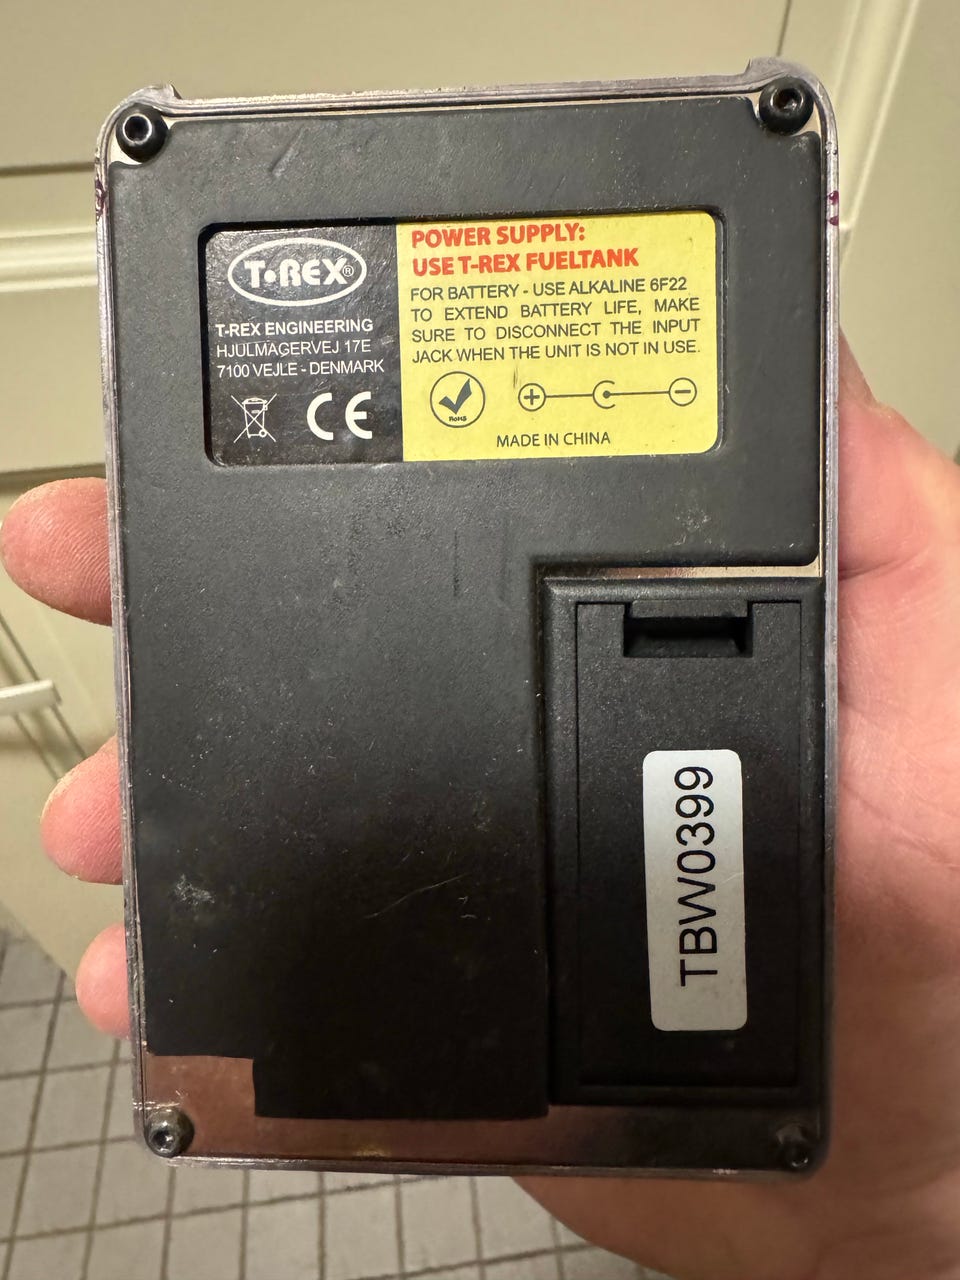 T·REX®
T-REX ENGINEERING
HJULMAGERVEJ 17E
7100 VEJLE - DENMARK
CE
POWER SUPPLY:
USE T-REX FUELTANK
FOR BATTERY - USE ALKALINE 6F22
TO EXTEND BATTERY LIFE, MAKE
SURE TO DISCONNECT THE INPUT
JACK WHEN THE UNIT IS NOT IN USE.
RoHS
+ -
MADE IN CHINA
TBW0399